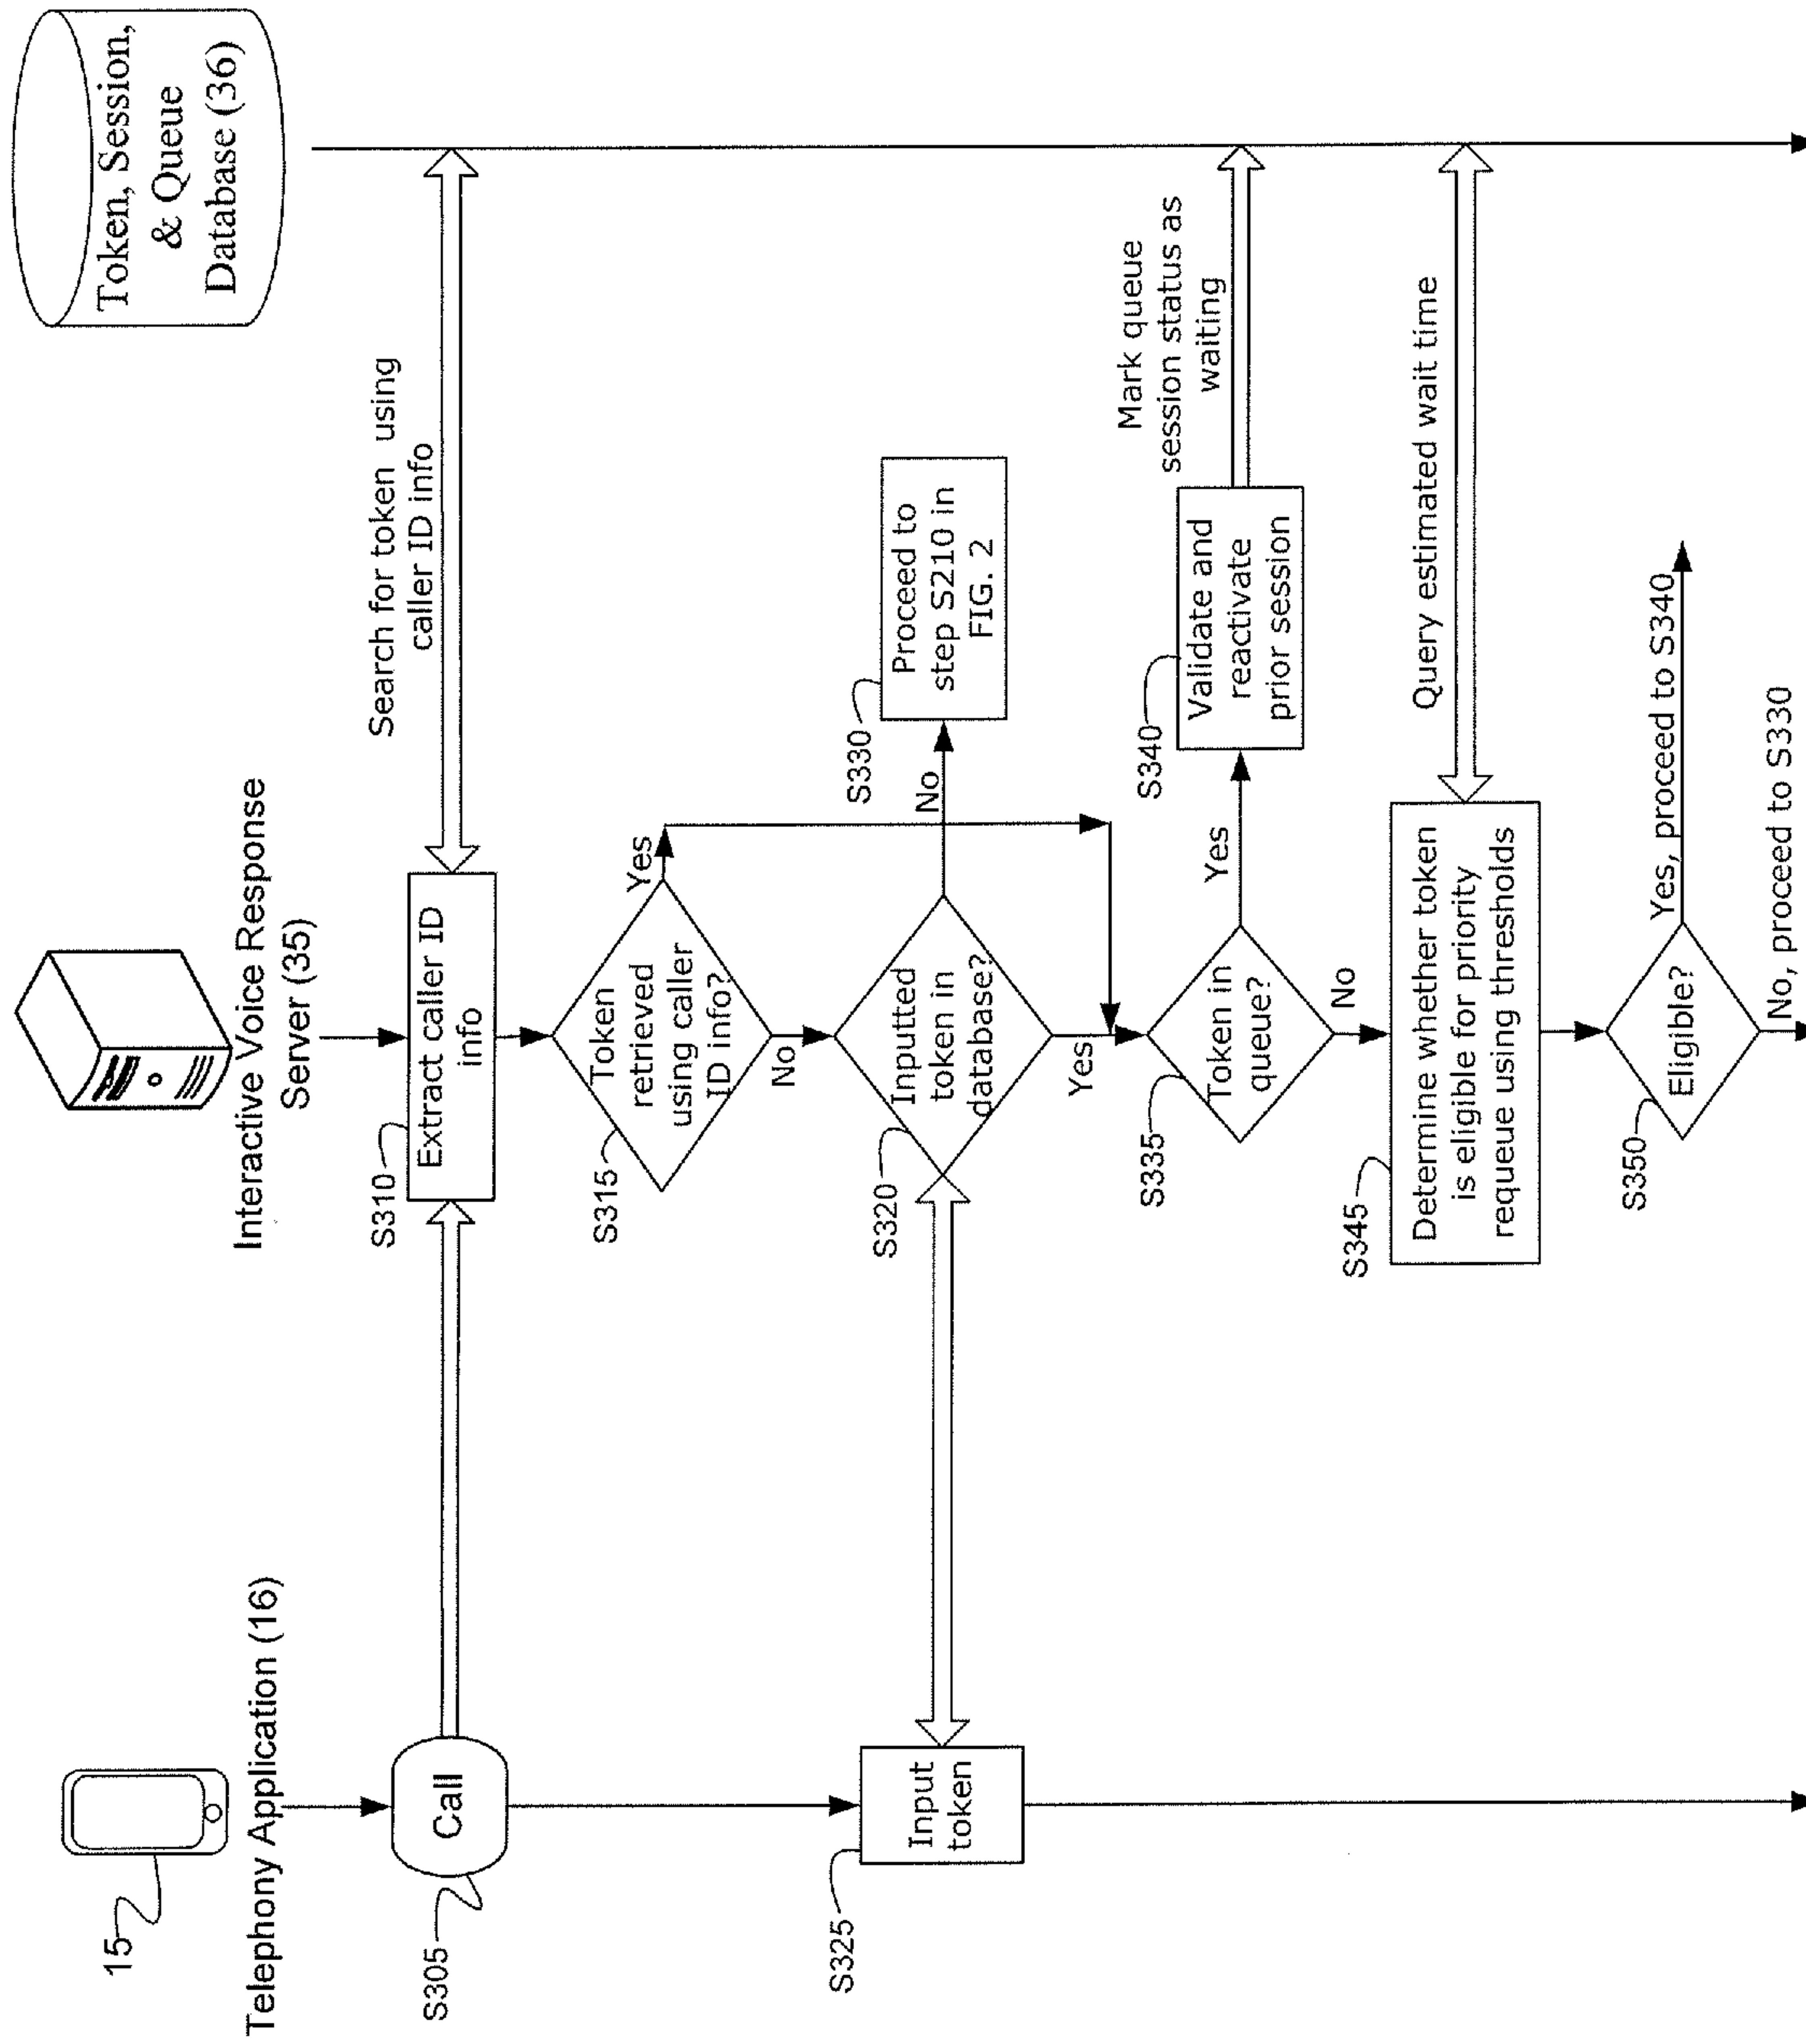 15
Telephony Application (16)
Interactive Voice Response
Server (35)
Token, Session,
& Queue
Database (36)
S305
Call
S310
Extract caller ID
info
Search for token using
caller ID info
S315
Token
retrieved
using caller
ID info?
Yes
No
S325
Input
token
S320
Inputted
token in
database?
No
Yes
S330
Proceed to
step S210 in
FIG. 2
S335
Token in
queue?
Yes
No
S340
Validate and
reactivate
prior session
Mark queue
session status as
waiting
S345
Determine whether token
is eligible for priority
requeue using thresholds
Query estimated wait time
S350
Eligible?
Yes, proceed to S340
No, proceed to S330